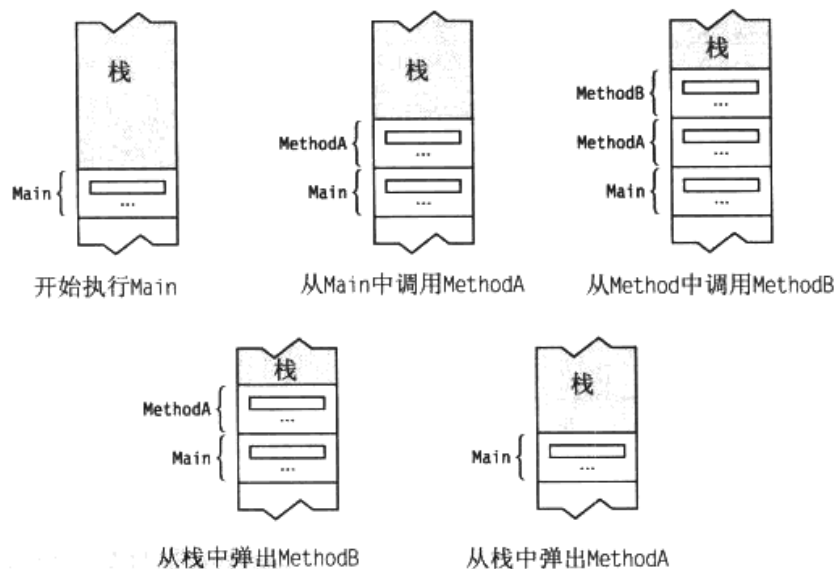 栈
Main
...
开始执行Main
栈
MethodA
...
Main
...
从Main中调用MethodA
栈
MethodB
...
MethodA
...
Main
...
从Method中调用MethodB
栈
MethodA
...
Main
...
从栈中弹出MethodB
栈
Main
...
从栈中弹出MethodA